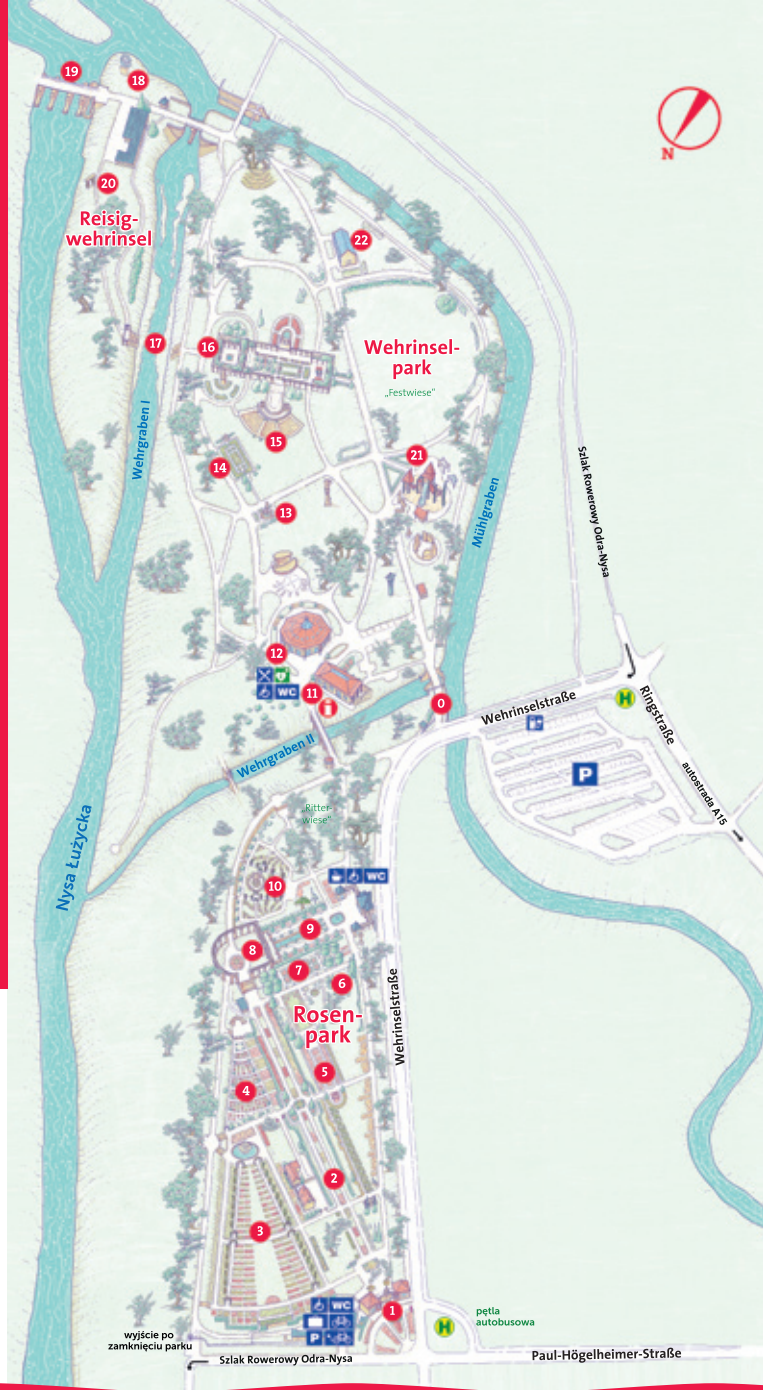 19
18
N
20
Reisig-
wehrinsel
22
17
16
Wehrinsel-
park
„Festwiese“
Wehrgraben I
15
14
21
Szlak Rowerowy Odra-Nysa
13
Mühlgraben
12
WC
11
i
0
Wehrinselstraße
H
Ringstraße
Wehrgraben II
P
autostrada A15
„Ritter-
wiese“
Nysa Łużycka
10
WC
9
8
7
6
Rosen-
park
Wehrinselstraße
5
4
2
3
WC
P
1
H
pętla
autobusowa
wyjście po
zamknięciu parku
Szlak Rowerowy Odra-Nysa
Paul-Högelheimer-Straße